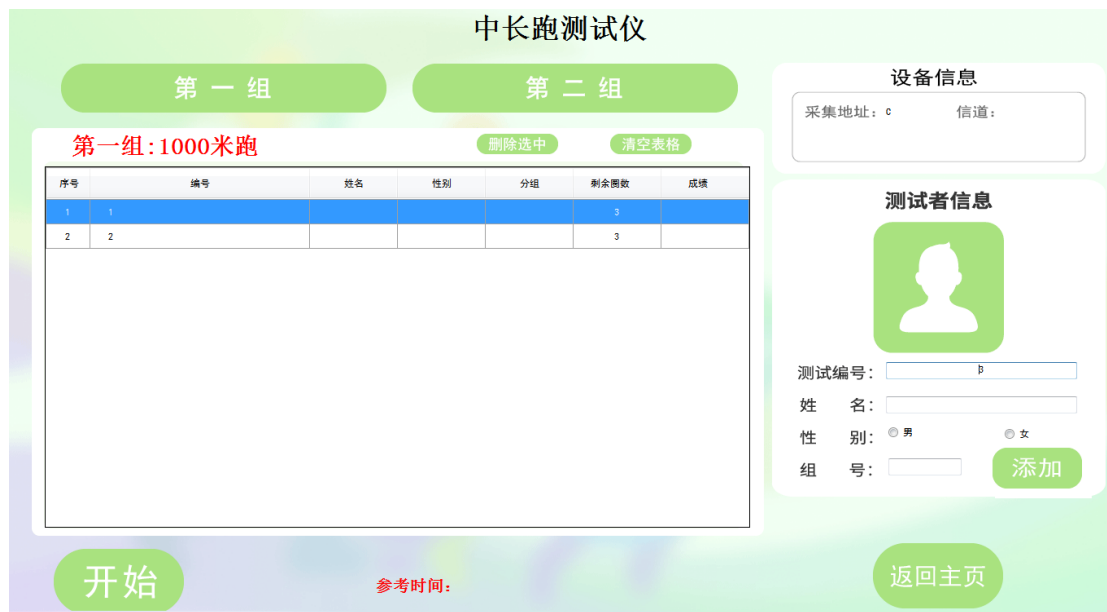 中长跑测试仪
第 一 组 第 二 组
设备信息
采集地址: c 信道:
第一组:1000米跑 删除选中 清空表格
序号 编号 姓名 性别 分组 剩余圈数 成绩
1 1 3
2 2 3
测试者信息
测试编号: 3
姓 名:
性 别: 男 女
组 号: 添加
开始 参考时间: 返回主页